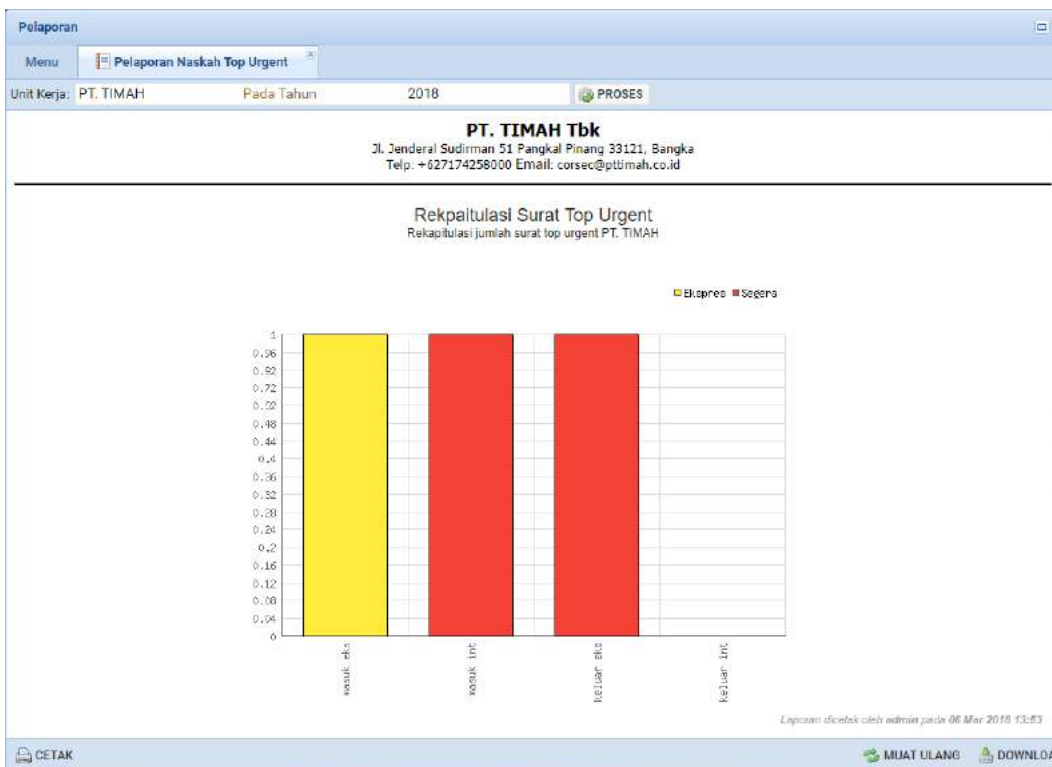 Pelaporan
Menu Pelaporan Naskah Top Urgent
Unit Kerja: PT. TIMAH Pada Tahun 2018 PROSES
PT. TIMAH Tbk
Jl. Jenderal Sudirman 51 Pangkal Pinang 33121, Bangka
Telp: +627174258000 Email: corsec@pttimah.co.id
Rekpaitulasi Surat Top Urgent
Rekapitulasi jumlah surat top urgent PT. TIMAH
Ekspres Segera
1
0.96
0.92
0.72
0.48
0.44
0.4
0.36
0.32
0.28
0.24
0.2
0.16
0.12
0.08
0.04
0
masuk eks
masuk int
keluar eks
keluar int
Laporan dicetak oleh admin pada 06 Mar 2018 13:53
CETAK MUAT ULANG DOWNLOA